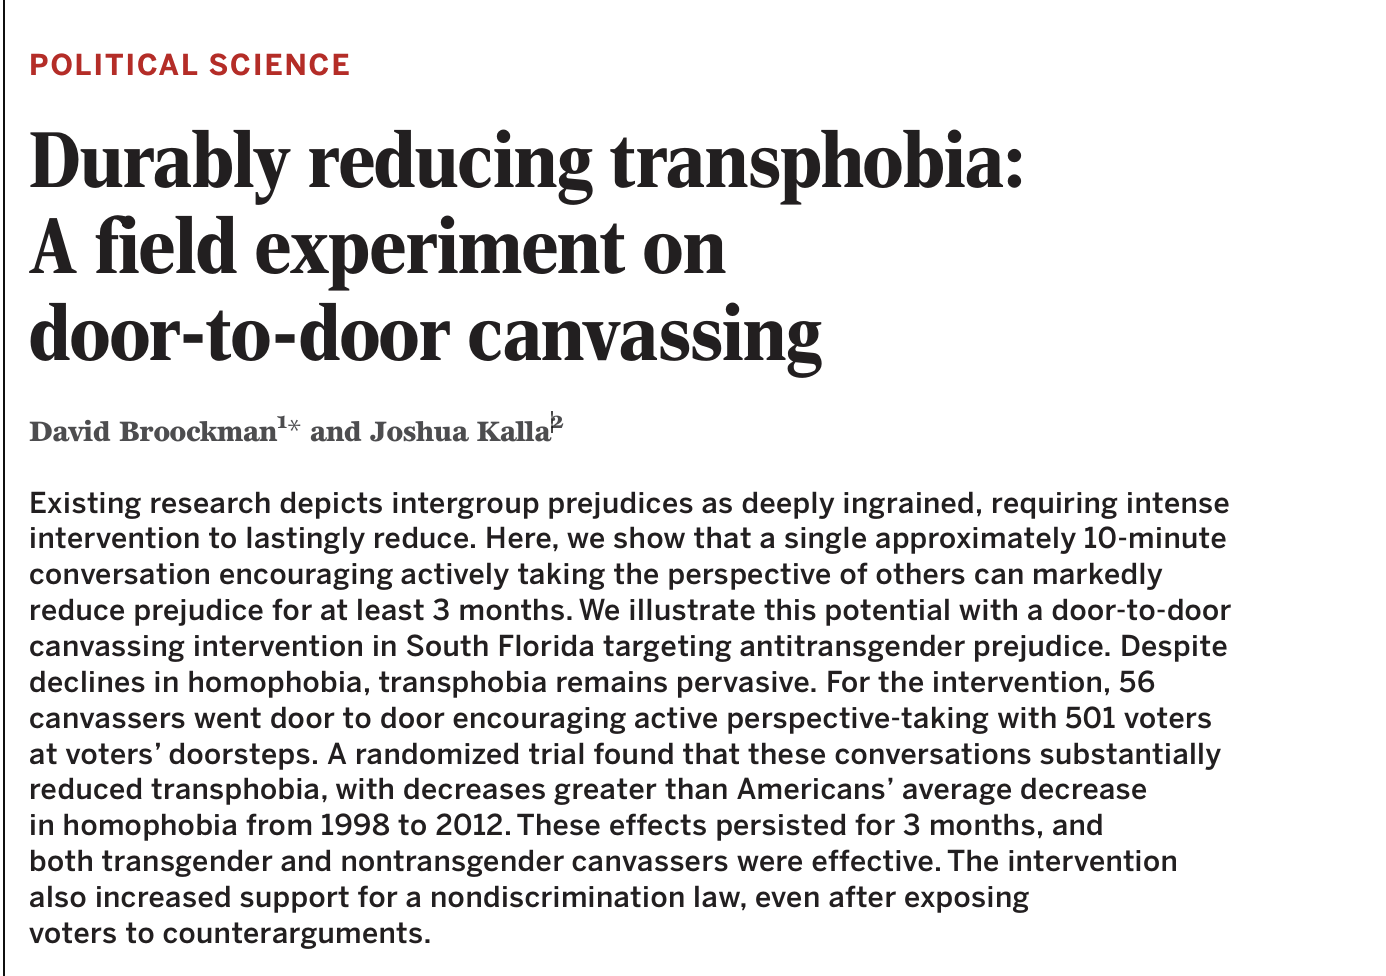 POLITICAL SCIENCE
Durably reducing transphobia:
A field experiment on
door-to-door canvassing
David Broockman¹* and Joshua Kalla²
Existing research depicts intergroup prejudices as deeply ingrained, requiring intense
intervention to lastingly reduce. Here, we show that a single approximately 10-minute
conversation encouraging actively taking the perspective of others can markedly
reduce prejudice for at least 3 months. We illustrate this potential with a door-to-door
canvassing intervention in South Florida targeting antitransgender prejudice. Despite
declines in homophobia, transphobia remains pervasive. For the intervention, 56
canvassers went door to door encouraging active perspective-taking with 501 voters
at voters’ doorsteps. A randomized trial found that these conversations substantially
reduced transphobia, with decreases greater than Americans’ average decrease
in homophobia from 1998 to 2012. These effects persisted for 3 months, and
both transgender and nontransgender canvassers were effective. The intervention
also increased support for a nondiscrimination law, even after exposing
voters to counterarguments.